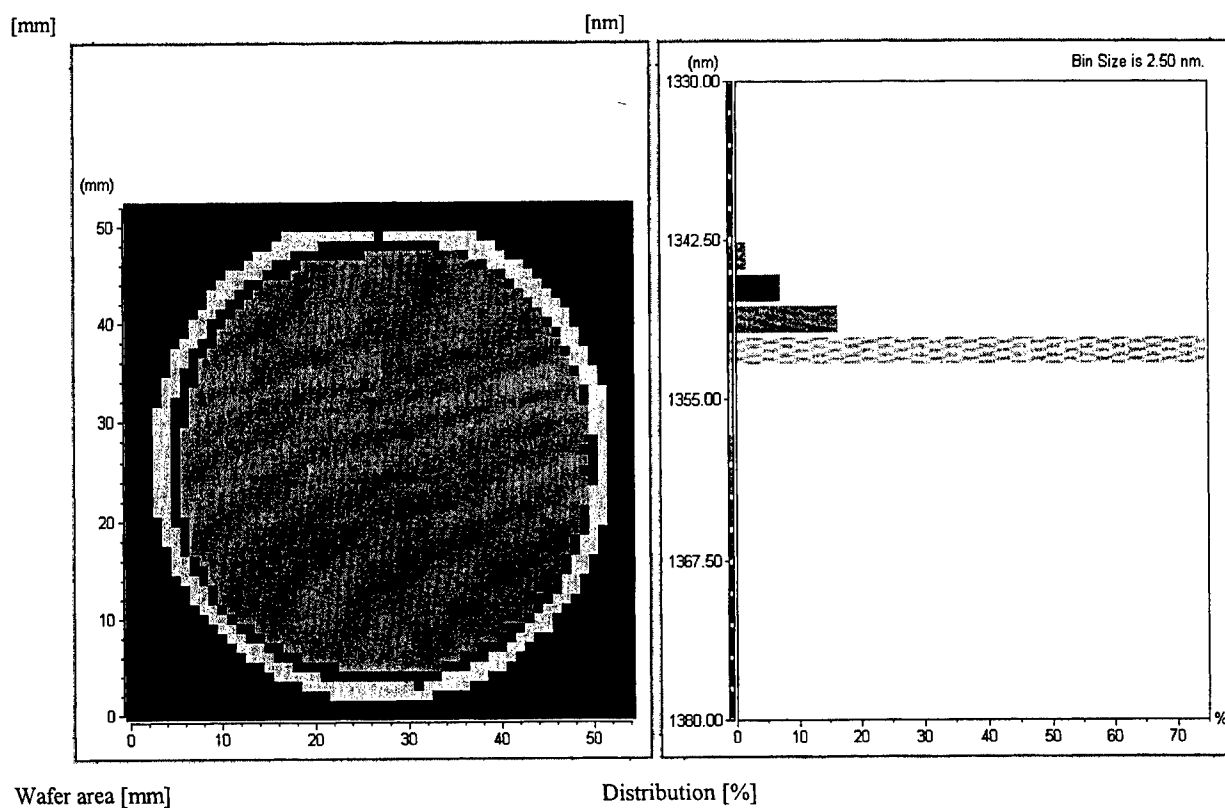 [mm]
[nm]
(mm)
50
40
30
20
10
0
0 10 20 30 40 50
(nm)
Bin Size is 2.50 nm.
1330.00
1342.50
1355.00
1367.50
1380.00
0 10 20 30 40 50 60 70 %
Wafer area [mm]
Distribution [%]